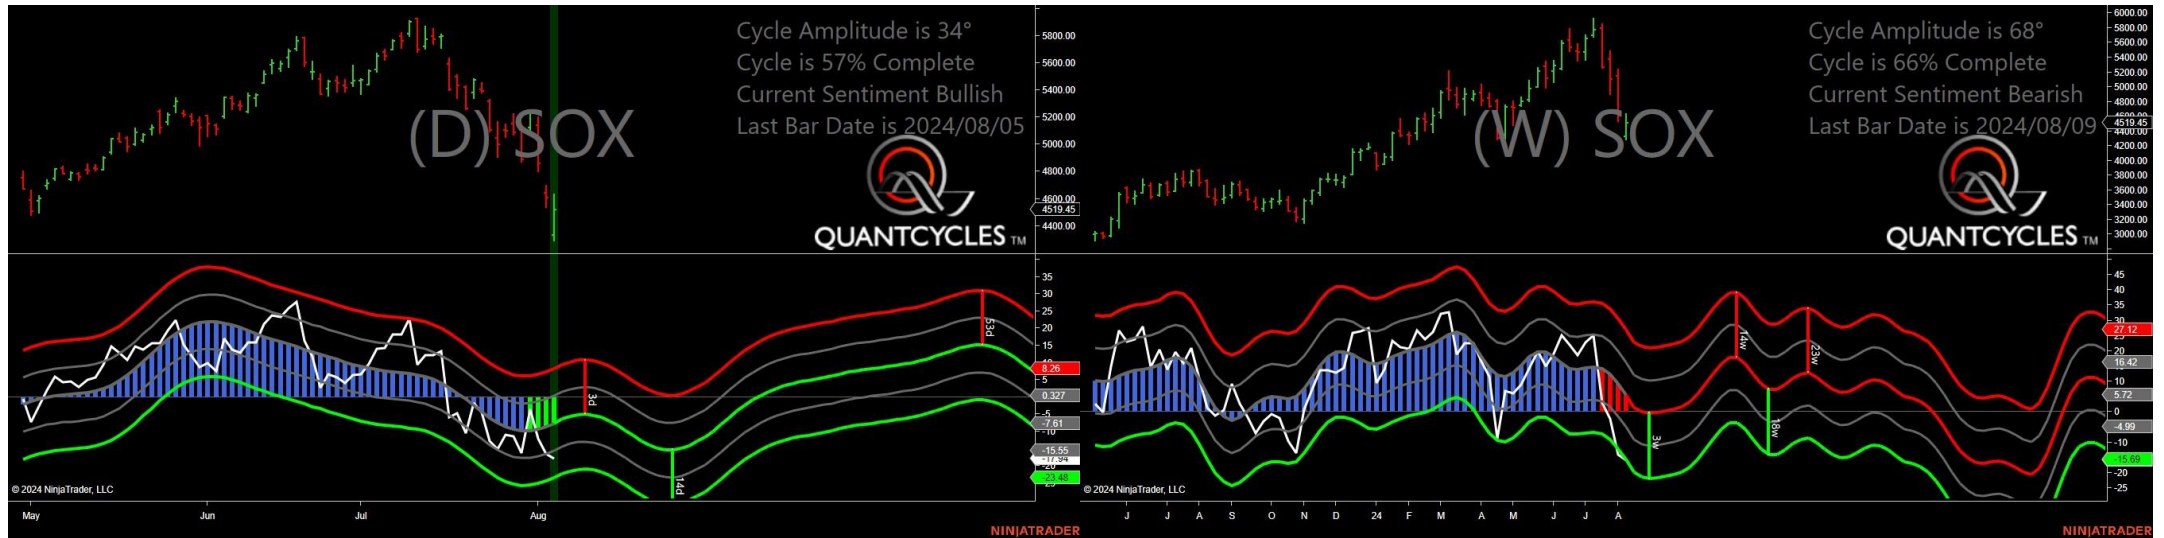 Cycle Amplitude is 34°
Cycle is 57% Complete
Current Sentiment Bullish
Last Bar Date is 2024/08/05
(D) SOX
QUANTCYCLES TM
5800.00
5600.00
5400.00
5200.00
5000.00
4800.00
4600.00
4519.45
4400.00
35
30
25
20
15
8.26
5
0.327
-5
-7.61
-10
-15.55
-17.94
-20
-23.48
3d
14d
53d
© 2024 NinjaTrader, LLC
May Jun Jul Aug
NINJATRADER
Cycle Amplitude is 68°
Cycle is 66% Complete
Current Sentiment Bearish
Last Bar Date is 2024/08/09
(W) SOX
QUANTCYCLES TM
6000.00
5800.00
5600.00
5400.00
5200.00
5000.00
4800.00
4519.45
4400.00
4200.00
4000.00
3800.00
3600.00
3400.00
3200.00
3000.00
45
40
35
30
27.12
20
16.42
10
5.72
0
-4.99
-10
-15.69
-20
-25
3w
14w
18w
23w
© 2024 NinjaTrader, LLC
J J A S O N D 24 F M A M J J A
NINJATRADER